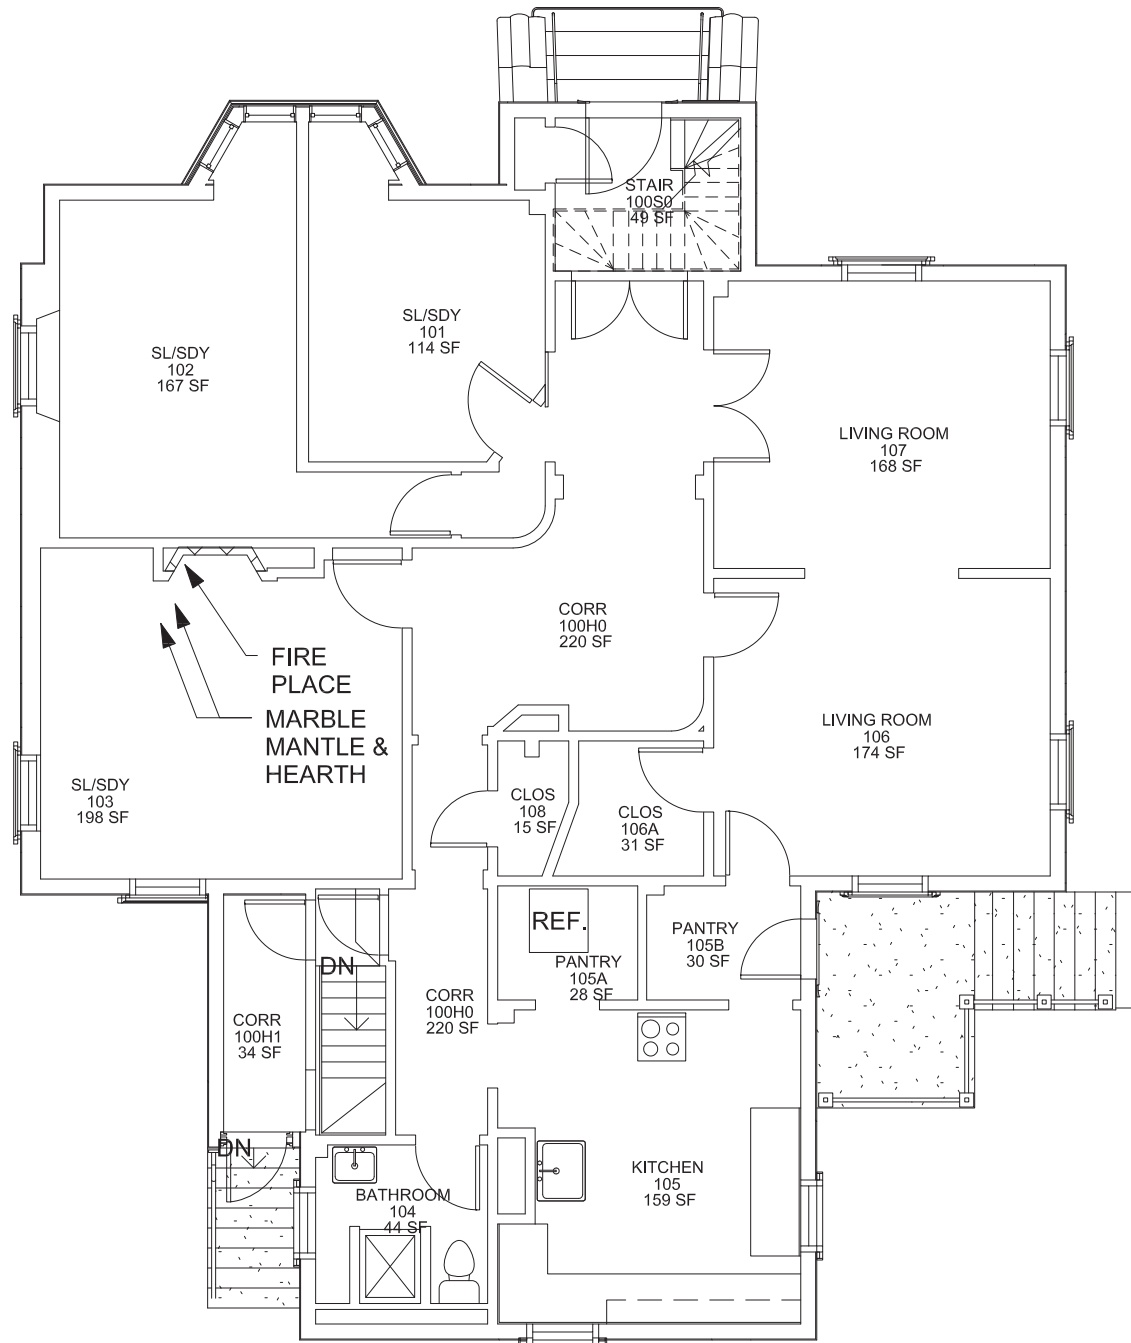 STAIR
100S0
49 SF
SL/SDY
101
114 SF
SL/SDY
102
167 SF
LIVING ROOM
107
168 SF
CORR
100H0
220 SF
FIRE
PLACE
MARBLE
MANTLE &
HEARTH
LIVING ROOM
106
174 SF
SL/SDY
103
198 SF
CLOS
108
15 SF
CLOS
106A
31 SF
REF.
PANTRY
105B
30 SF
PANTRY
105A
28 SF
DN
CORR
100H0
220 SF
CORR
100H1
34 SF
DN
KITCHEN
105
159 SF
BATHROOM
104
44 SF